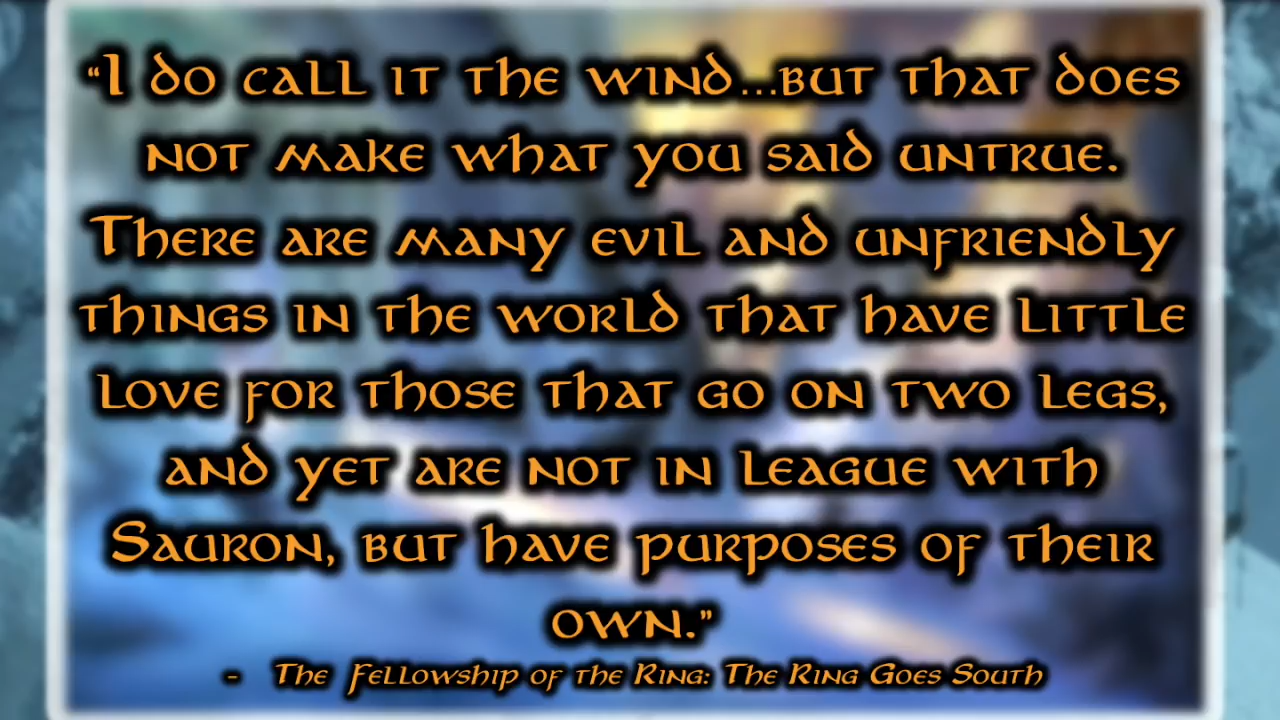 “I do call it the wind...but that does
not make what you said untrue.
There are many evil and unfriendly
things in the world that have little
love for those that go on two legs,
and yet are not in league with
Sauron, but have purposes of their
own.”
- The Fellowship of the Ring: The Ring Goes South